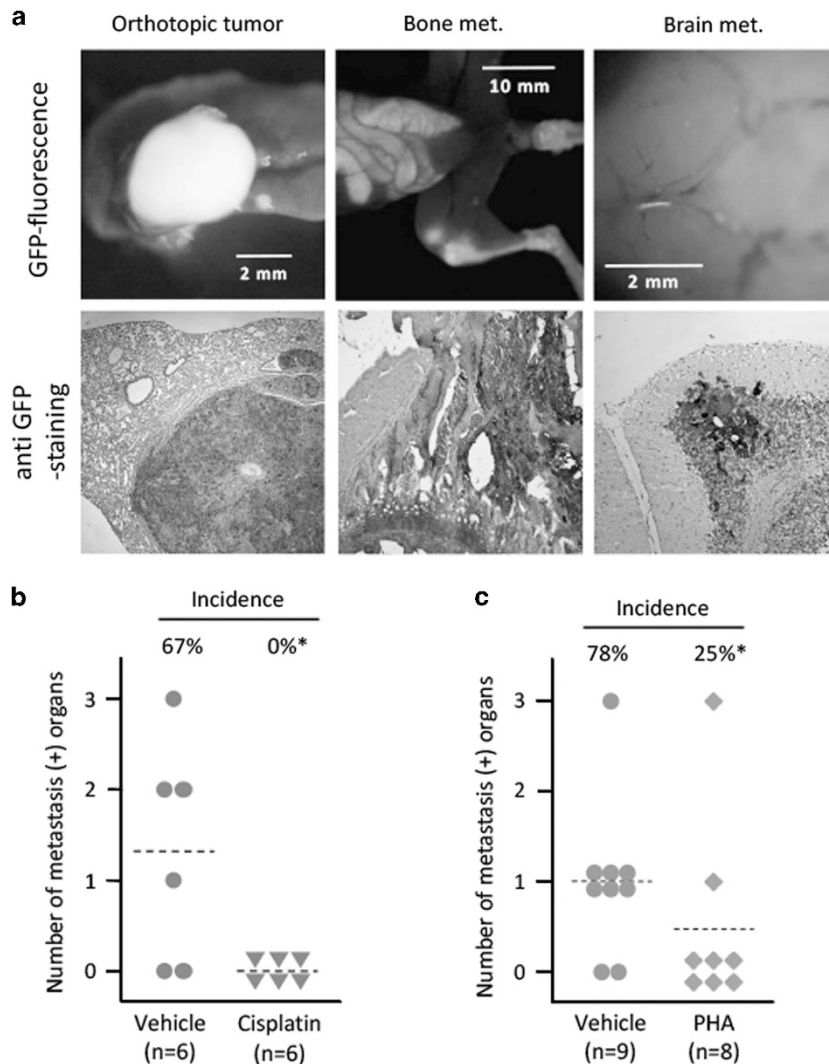 a
Orthotopic tumor
Bone met.
Brain met.
GFP-fluorescence
2 mm
10 mm
2 mm
anti GFP
-staining
b
Incidence
67%
0%*
Number of metastasis (+) organs
3
2
1
0
Vehicle
(n=6)
Cisplatin
(n=6)
c
Incidence
78%
25%*
Number of metastasis (+) organs
3
2
1
0
Vehicle
(n=9)
PHA
(n=8)